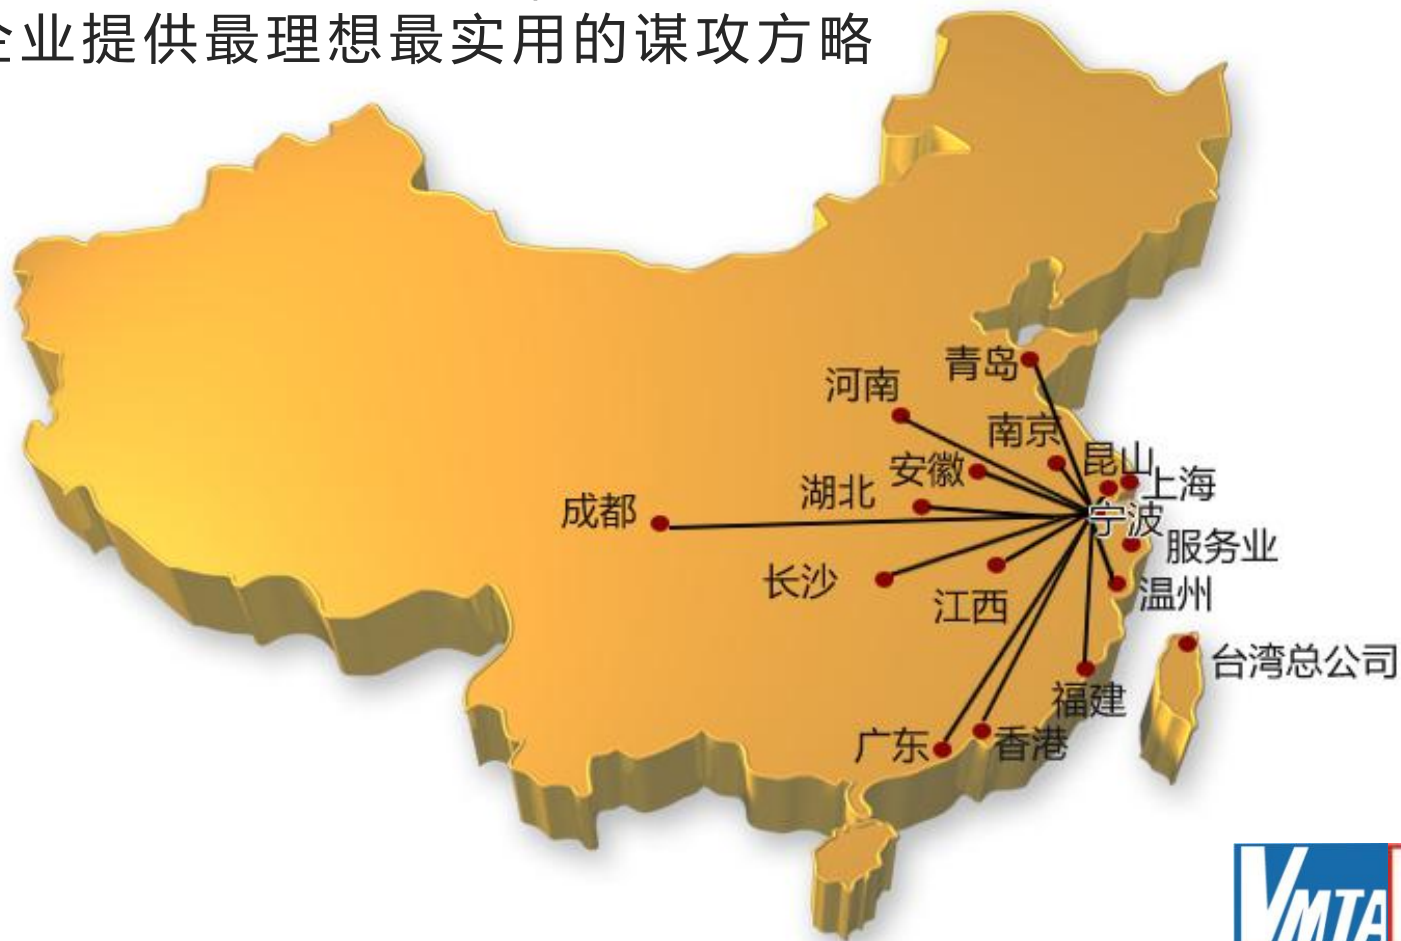 企业提供最理想最实用的谋攻方略
青岛
河南
南京
昆山
安徽
上海
湖北
成都
宁波
服务业
长沙
温州
江西
台湾总公司
福建
广东
香港
VMTA